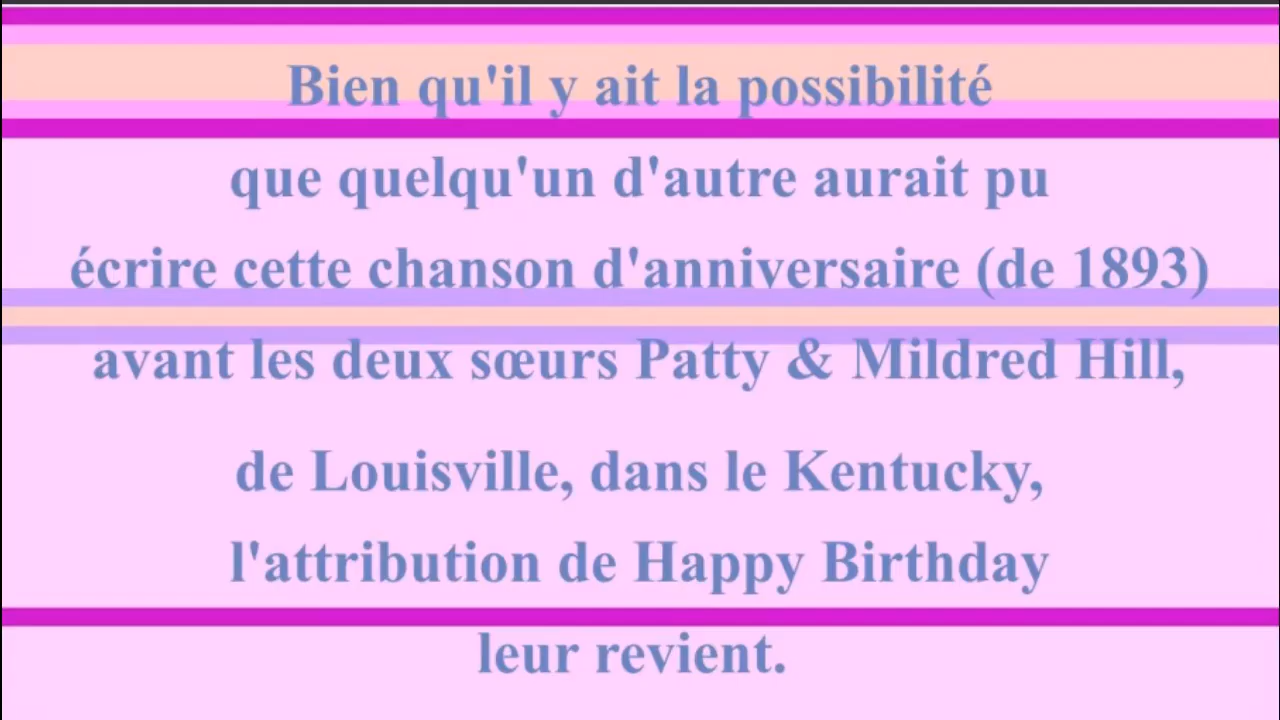 Bien qu'il y ait la possibilité
que quelqu'un d'autre aurait pu
écrire cette chanson d'anniversaire (de 1893)
avant les deux sœurs Patty & Mildred Hill,
de Louisville, dans le Kentucky,
l'attribution de Happy Birthday
leur revient.